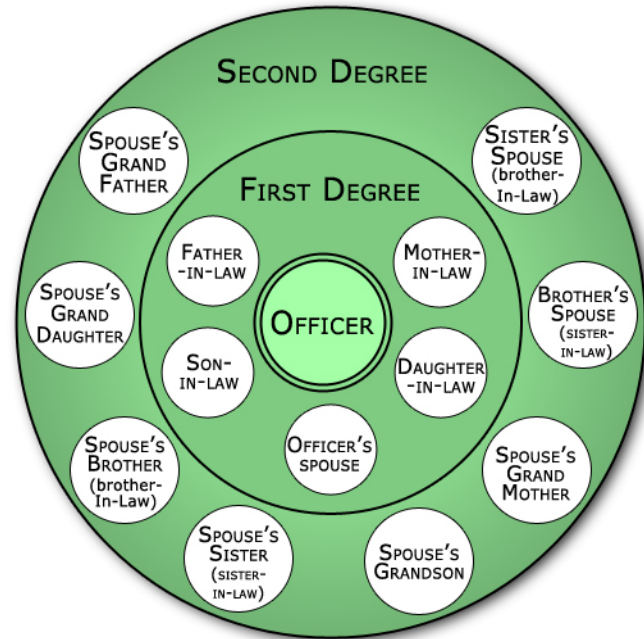 Second Degree
Spouse's
Grand
Father
Sister's
Spouse
(brother-
In-Law)
First Degree
Father
-in-law
Mother-
in-law
Spouse's
Grand
Daughter
Officer
Brother's
Spouse
(sister-
in-law)
Son-
in-law
Daughter
-in-law
Officer's
spouse
Spouse's
Brother
(brother-
In-Law)
Spouse's
Grand
Mother
Spouse's
Sister
(sister-
in-law)
Spouse's
Grandson